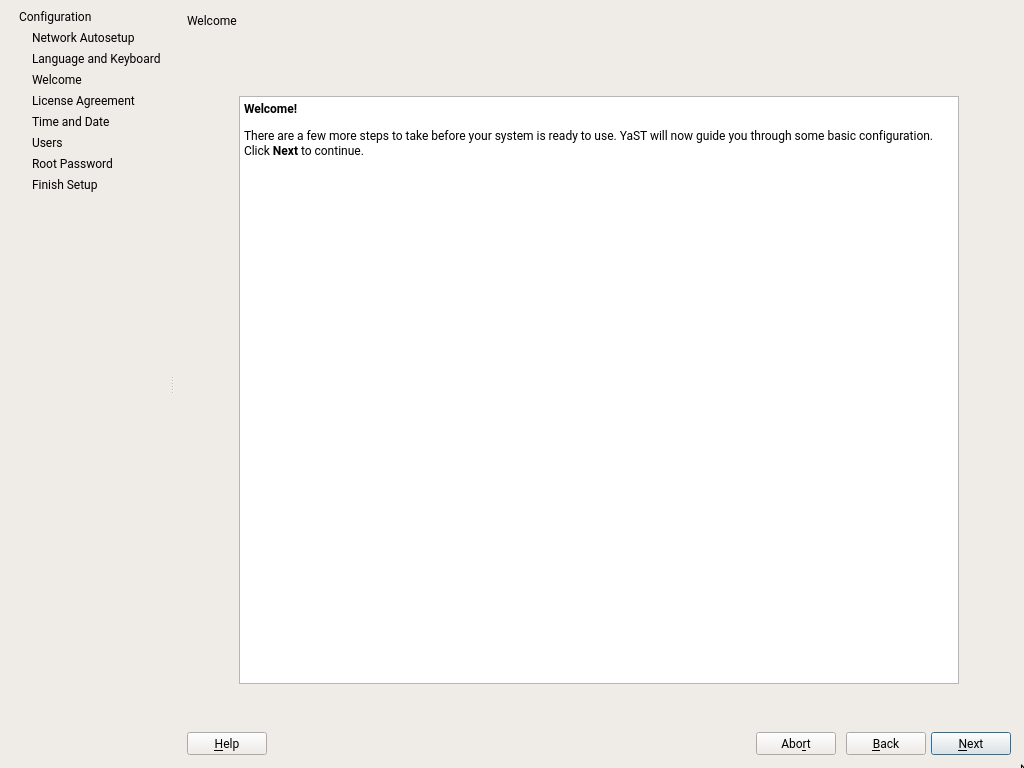 Configuration
Network Autosetup
Language and Keyboard
Welcome
License Agreement
Time and Date
Users
Root Password
Finish Setup
Welcome
Welcome!
There are a few more steps to take before your system is ready to use. YaST will now guide you through some basic configuration.
Click Next to continue.
Help
Abort
Back
Next